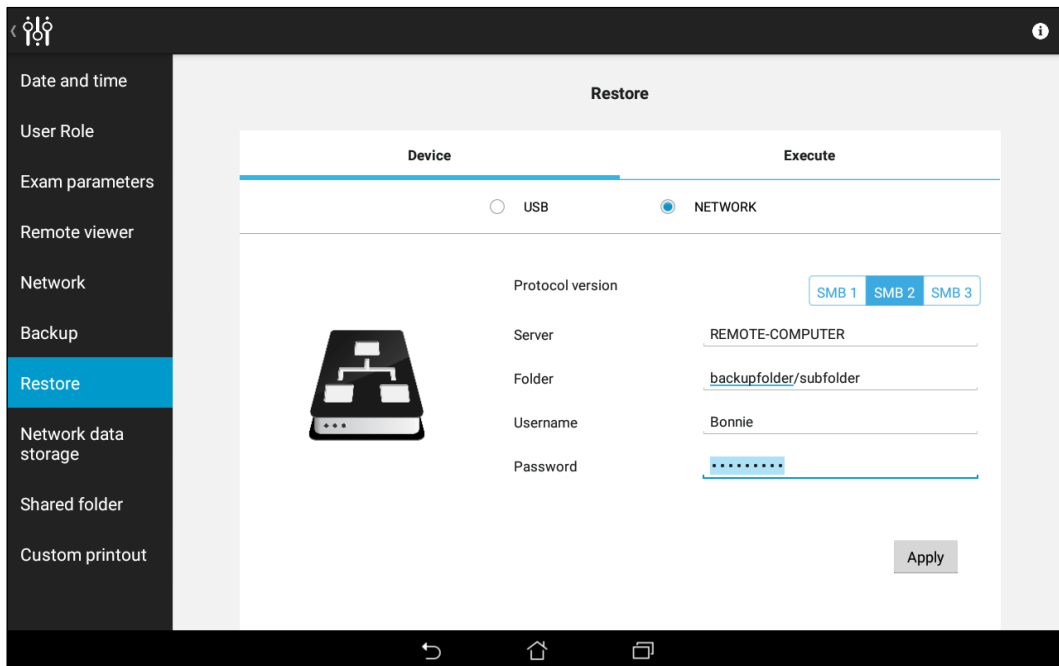 Date and time
User Role
Exam parameters
Remote viewer
Network
Backup
Restore
Network data
storage
Shared folder
Custom printout
Restore
Device Execute
USB NETWORK
Protocol version SMB 1 SMB 2 SMB 3
Server REMOTE-COMPUTER
Folder backupfolder/subfolder
Username Bonnie
Password •••••••••
Apply